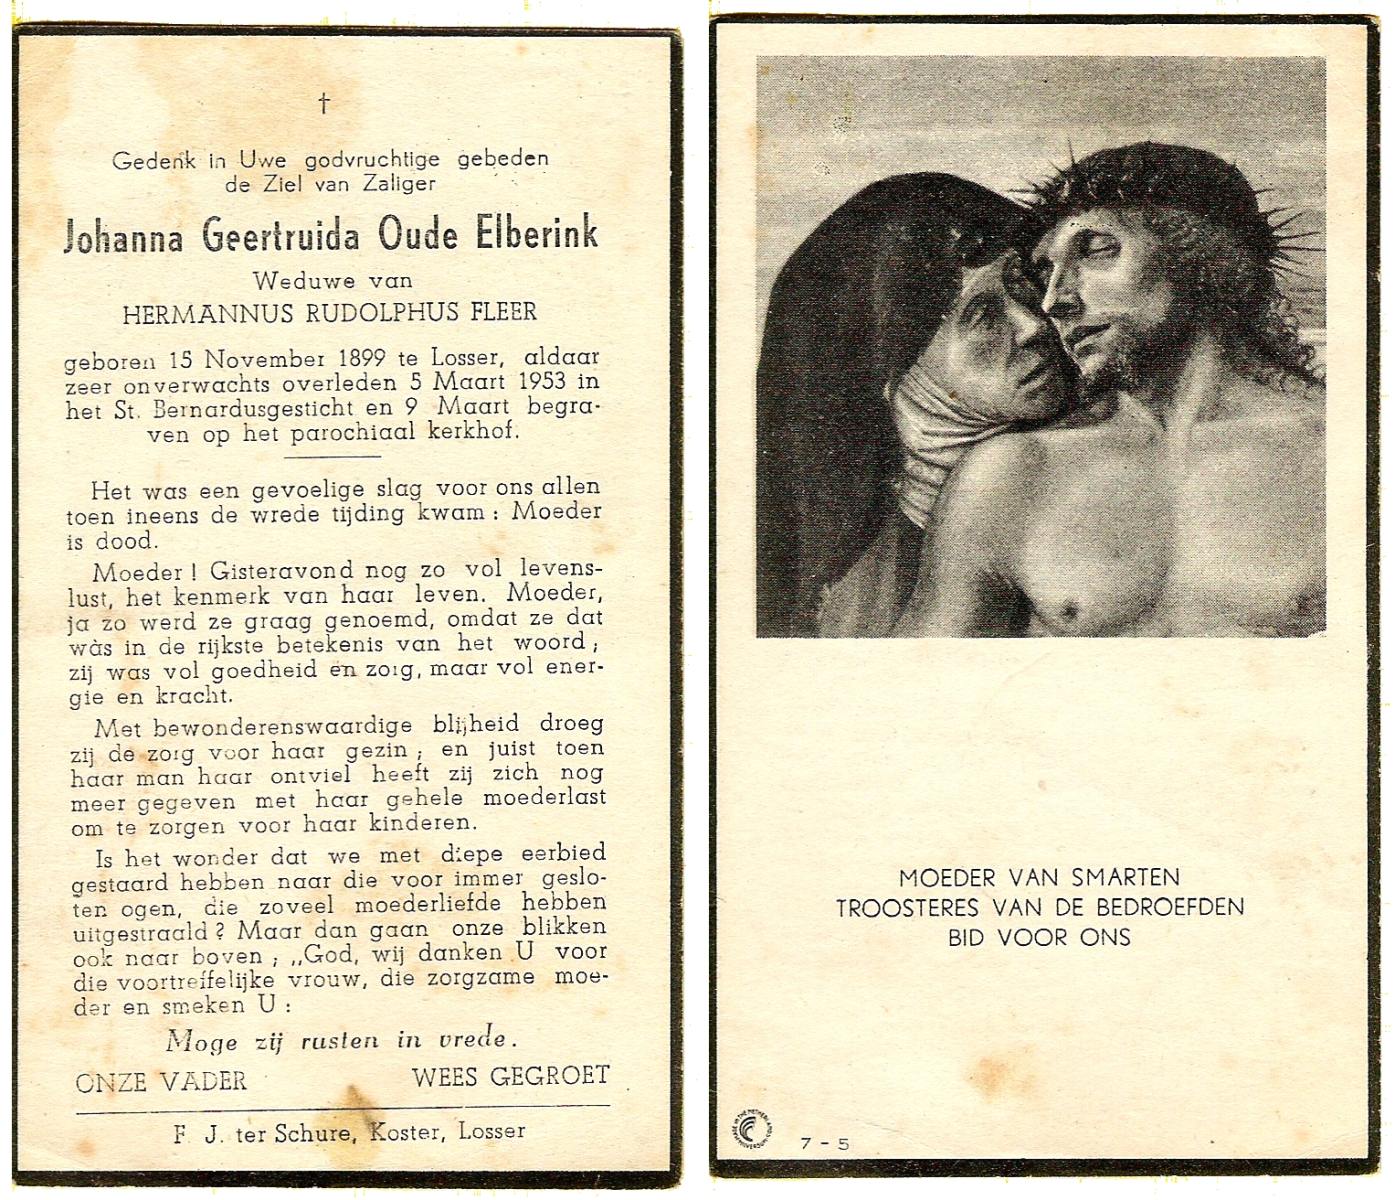 †
Gedenk in Uwe godvruchtige gebeden
de Ziel van Zaliger
Johanna Geertruida Oude Elberink
Weduwe van
HERMANNUS RUDOLPHUS FLEER
geboren 15 November 1899 te Losser, aldaar
zeer onverwachts overleden 5 Maart 1953 in
het St. Bernardusgesticht en 9 Maart begra-
ven op het parochiaal kerkhof.
Het was een gevoelige slag voor ons allen
toen ineens de wrede tijding kwam : Moeder
is dood.
Moeder ! Gisteravond nog zo vol levens-
lust, het kenmerk van haar leven. Moeder,
ja zo werd ze graag genoemd, omdat ze dat
wàs in de rijkste betekenis van het woord ;
zij was vol goedheid en zorg, maar vol ener-
gie en kracht.
Met bewonderenswaardige blijheid droeg
zij de zorg voor haar gezin ; en juist toen
haar man haar ontviel heeft zij zich nog
meer gegeven met haar gehele moederlast
om te zorgen voor haar kinderen.
Is het wonder dat we met diepe eerbied
gestaard hebben naar die voor immer geslo-
ten ogen, die zoveel moederliefde hebben
uitgestraald ? Maar dan gaan onze blikken
ook naar boven ; „God, wij danken U voor
die voortreffelijke vrouw, die zorgzame moe-
der en smeken U :
Moge zij rusten in vrede.
ONZE VADER WEES GEGROET
F. J. ter Schure, Koster, Losser
MOEDER VAN SMARTEN
TROOSTERES VAN DE BEDROEFDEN
BID VOOR ONS
7 - 5